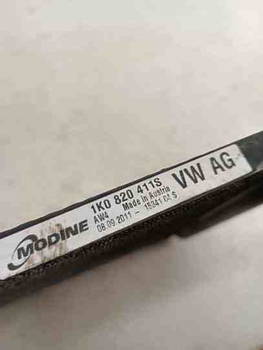 MODINE
1K0 820 411S
VW AG
AW4 Made in Austria
08.09.2011 -